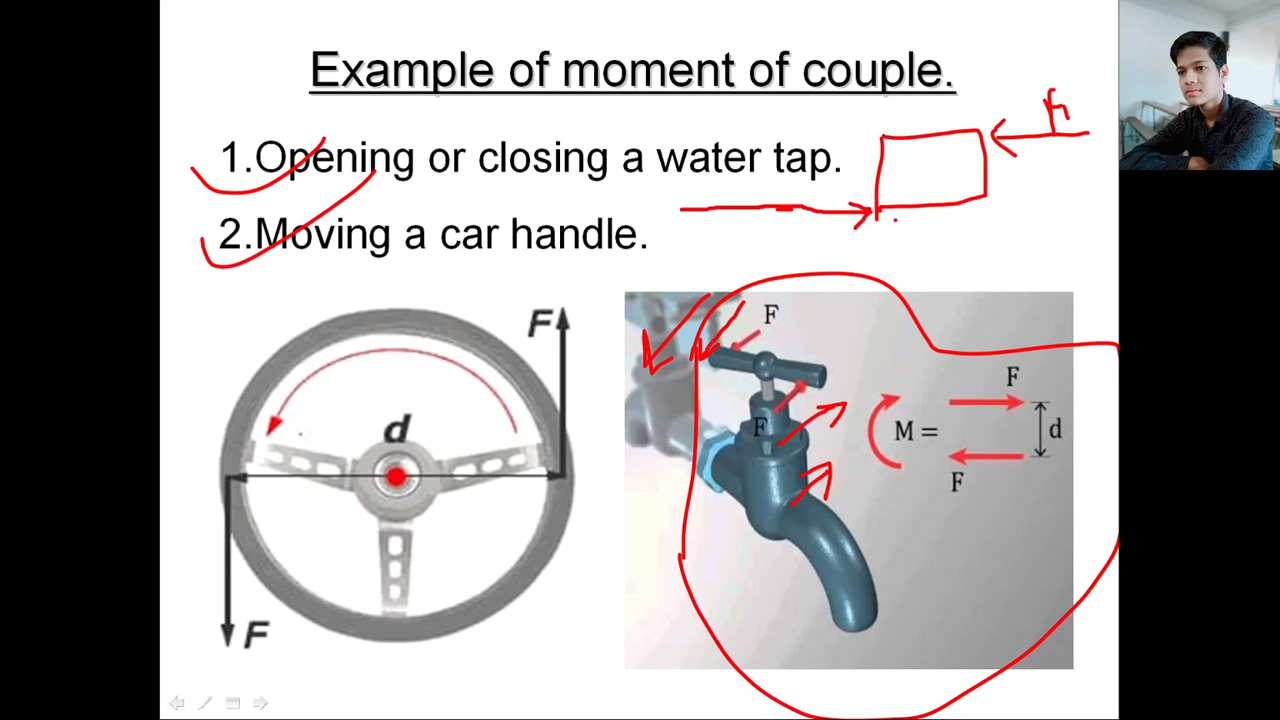 Example of moment of couple.
1.Opening or closing a water tap.
2.Moving a car handle.
F
d
F
F
F
M =
F
d
F